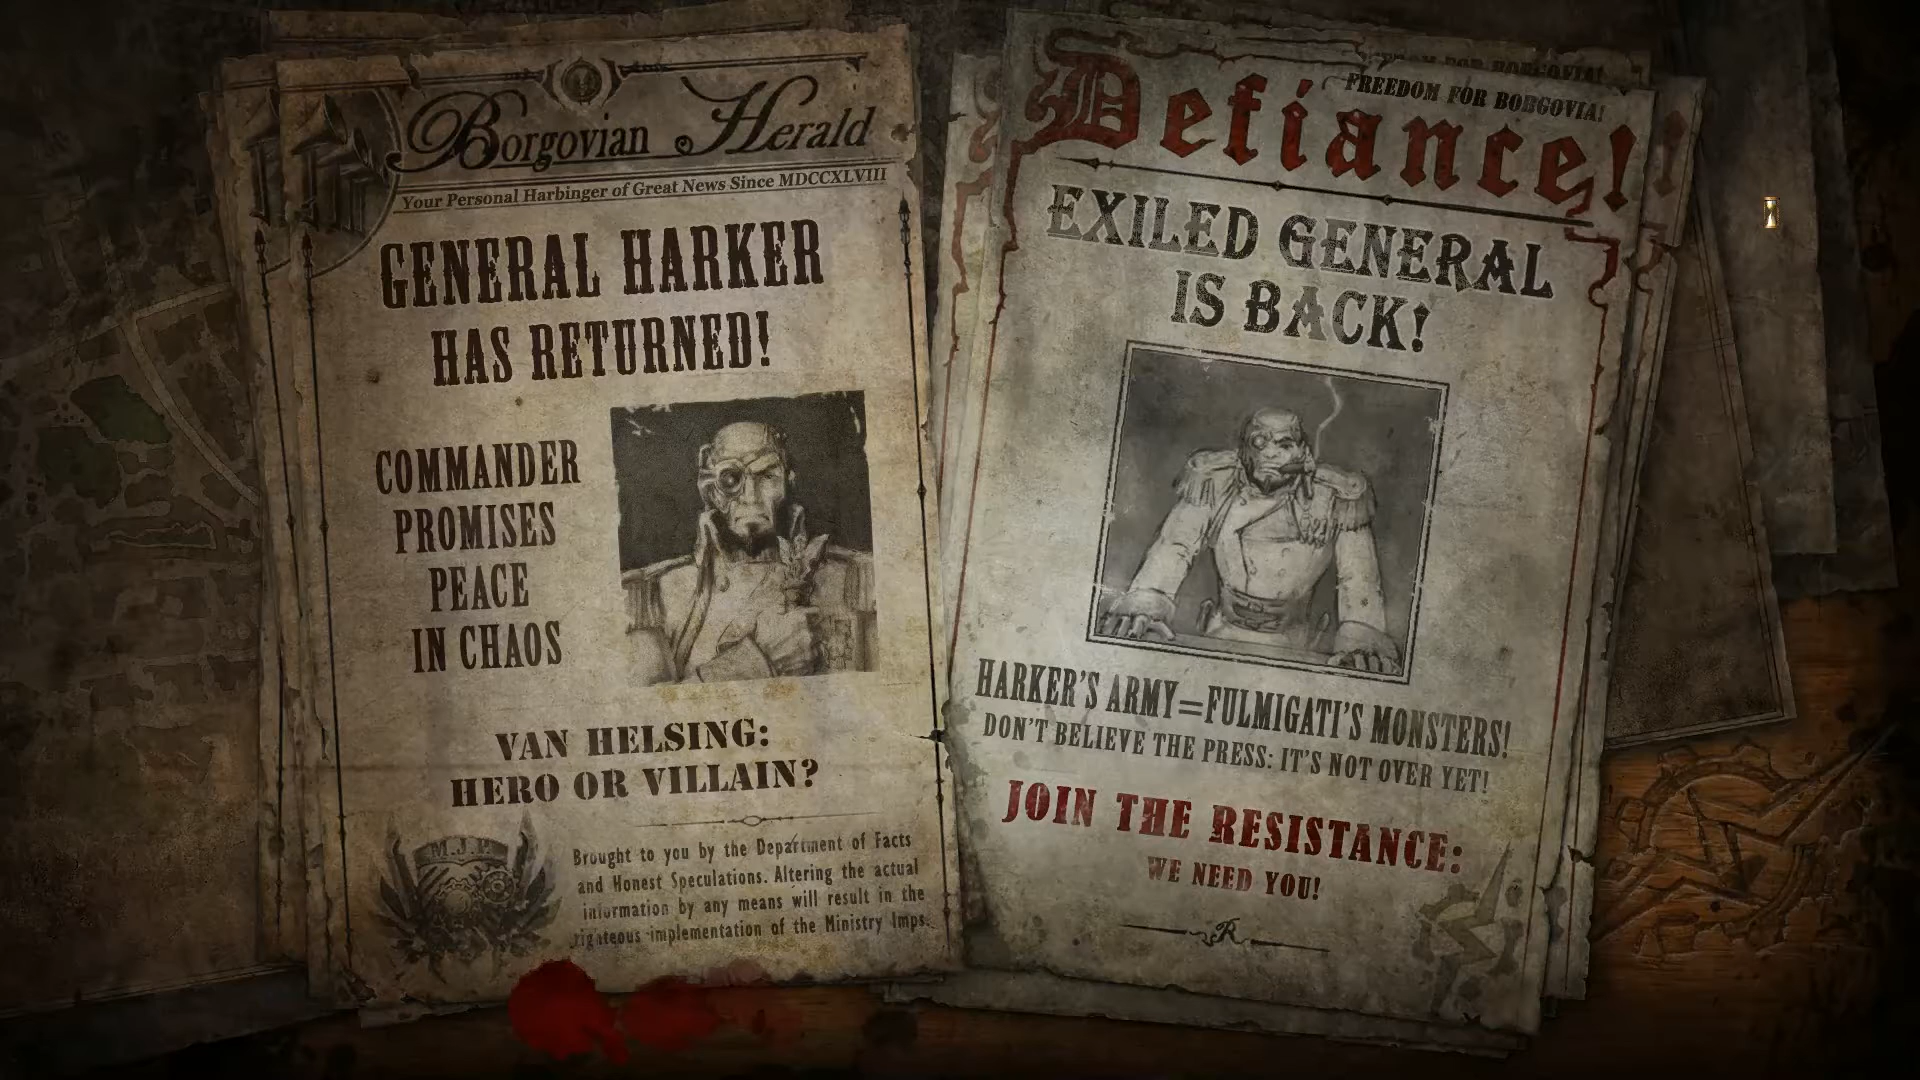 Borgovian Herald
Your Personal Harbinger of Great News Since MDCCXLVIII
GENERAL HARKER
HAS RETURNED!
COMMANDER
PROMISES
PEACE
IN CHAOS
VAN HELSING:
HERO OR VILLAIN?
Brought to you by the Department of Facts
and Honest Speculations. Altering the actual
information by any means will result in the
righteous implementation of the Ministry Imps.
FREEDOM FOR BORGOVIA!
Defiance!
EXILED GENERAL
IS BACK!
HARKER'S ARMY=FULMIGATI'S MONSTERS!
DON'T BELIEVE THE PRESS: IT'S NOT OVER YET!
JOIN THE RESISTANCE:
WE NEED YOU!
R